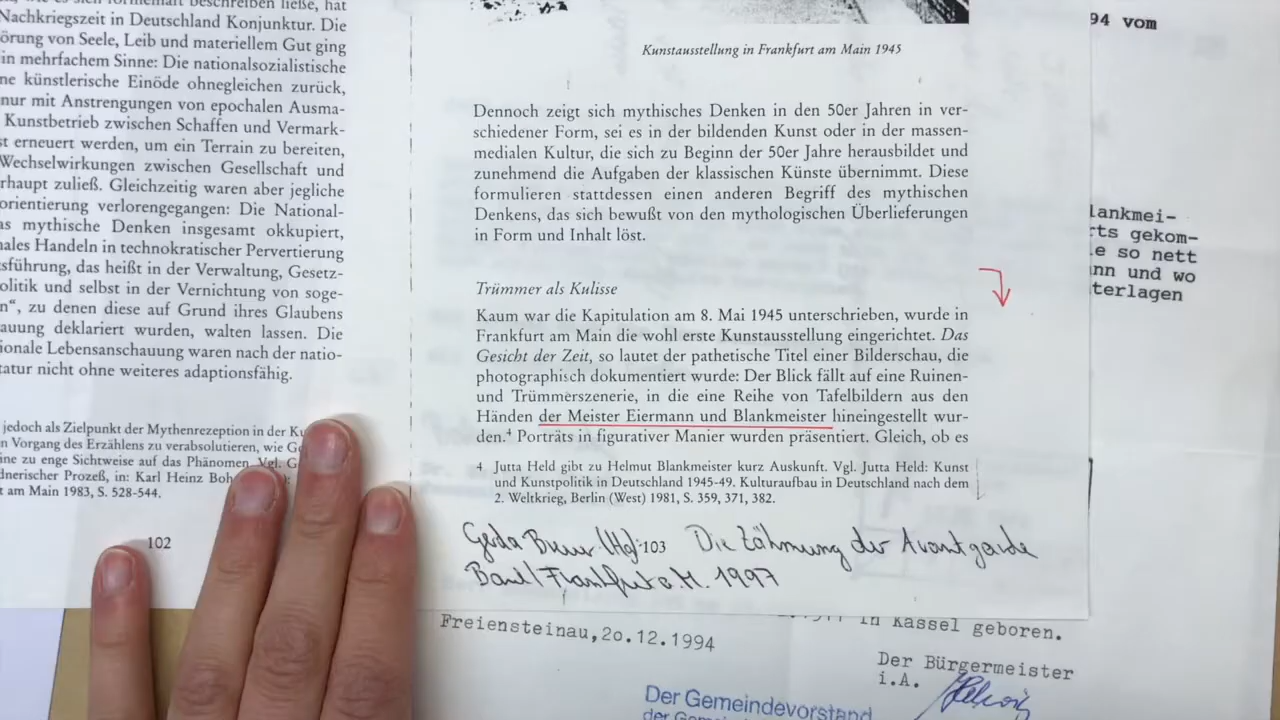 beschreiben ließe, hat
Nachkriegszeit in Deutschland Konjunktur. Die
örung von Seele, Leib und materiellem Gut ging
in mehrfachem Sinne: Die nationalsozialistische
ne künstlerische Einöde ohnegleichen zurück,
nur mit Anstrengungen von epochalen Ausma-
Kunstbetrieb zwischen Schaffen und Vermark-
st erneuert werden, um ein Terrain zu bereiten,
Wechselwirkungen zwischen Gesellschaft und
rhaupt zuließ. Gleichzeitig waren aber jegliche
orientierung verlorengegangen: Die National-
as mythische Denken insgesamt okkupiert,
nales Handeln in technokratischer Pervertierung
sführung, das heißt in der Verwaltung, Gesetz-
olitik und selbst in der Vernichtung von soge-
n“, zu denen diese auf Grund ihres Glaubens
auung deklariert wurden, walten lassen. Die
ionale Lebensanschauung waren nach der natio-
tatur nicht ohne weiteres adaptionsfähig.
jedoch als Zielpunkt der Mythenrezeption in der Ku
n Vorgang des Erzählens zu verabsolutieren, wie Ge
ine zu enge Sichtweise auf das Phänomen. Vgl. G
dnerischer Prozeß, in: Karl Heinz Boh
t am Main 1983, S. 528-544.
102
Kunstausstellung in Frankfurt am Main 1945
Dennoch zeigt sich mythisches Denken in den 50er Jahren in ver-
schiedener Form, sei es in der bildenden Kunst oder in der massen-
medialen Kultur, die sich zu Beginn der 50er Jahre herausbildet und
zunehmend die Aufgaben der klassischen Künste übernimmt. Diese
formulieren stattdessen einen anderen Begriff des mythischen
Denkens, das sich bewußt von den mythologischen Überlieferungen
in Form und Inhalt löst.
Trümmer als Kulisse
Kaum war die Kapitulation am 8. Mai 1945 unterschrieben, wurde in
Frankfurt am Main die wohl erste Kunstausstellung eingerichtet. Das
Gesicht der Zeit, so lautet der pathetische Titel einer Bilderschau, die
photographisch dokumentiert wurde: Der Blick fällt auf eine Ruinen-
und Trümmerszenerie, in die eine Reihe von Tafelbildern aus den
Händen der Meister Eiermann und Blankmeister hineingestellt wur-
den.⁴ Porträts in figurativer Manier wurden präsentiert. Gleich, ob es
4 Jutta Held gibt zu Helmut Blankmeister kurz Auskunft. Vgl. Jutta Held: Kunst
und Kunstpolitik in Deutschland 1945-49. Kulturaufbau in Deutschland nach dem
2. Weltkrieg, Berlin (West) 1981, S. 359, 371, 382.
Gerda Breuer (Hg) 103 Die Zähmung der Avantgarde
Basel/Frankfurt a.M. 1997
94 vom
lankmei-
rts gekom-
e so nett
nn und wo
terlagen
in Kassel geboren.
Freiensteinau,20.12.1994
Der Bürgermeister
i.A.
Der Gemeindevorstand
der